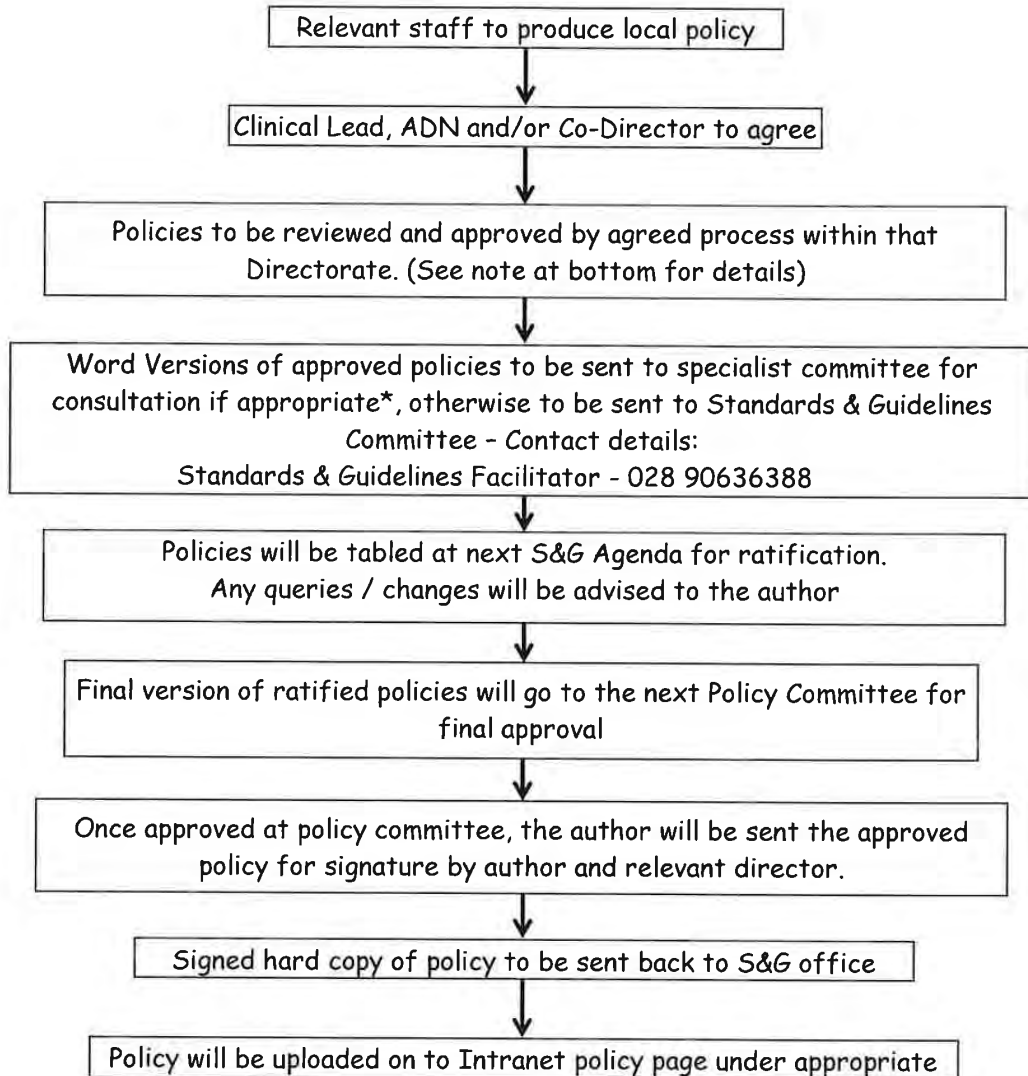 Relevant staff to produce local policy
Clinical Lead, ADN and/or Co-Director to agree
Policies to be reviewed and approved by agreed process within that
Directorate. (See note at bottom for details)
Word Versions of approved policies to be sent to specialist committee for
consultation if appropriate*, otherwise to be sent to Standards & Guidelines
Committee - Contact details:
Standards & Guidelines Facilitator - 028 90636388
Policies will be tabled at next S&G Agenda for ratification.
Any queries / changes will be advised to the author
Final version of ratified policies will go to the next Policy Committee for
final approval
Once approved at policy committee, the author will be sent the approved
policy for signature by author and relevant director.
Signed hard copy of policy to be sent back to S&G office
Policy will be uploaded on to Intranet policy page under appropriate